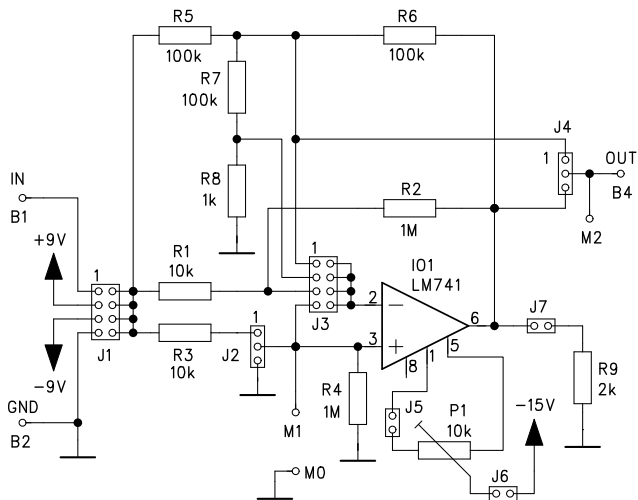 R5
100k
R6
100k
R7
100k
R8
1k
J4
1
OUT
B4
M2
IN
B1
+9V
R2
1M
R1
10k
1
J3
IO1
LM741
2
3
6
1
5
8
1
J1
R3
10k
J2
1
J7
R9
2k
-9V
R4
1M
J5
P1
10k
-15V
GND
B2
M1
M0
J6